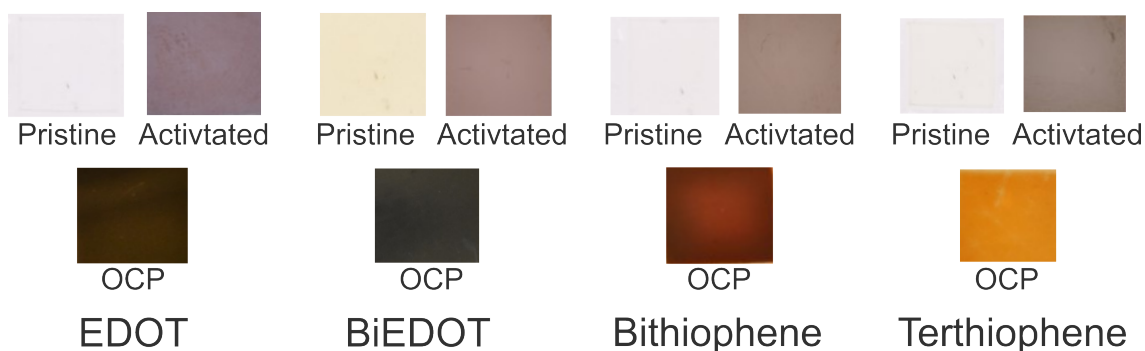 Pristine Activtated Pristine Activtated Pristine Activtated Pristine Activtated
OCP OCP OCP OCP
EDOT BiEDOT Bithiophene Terthiophene